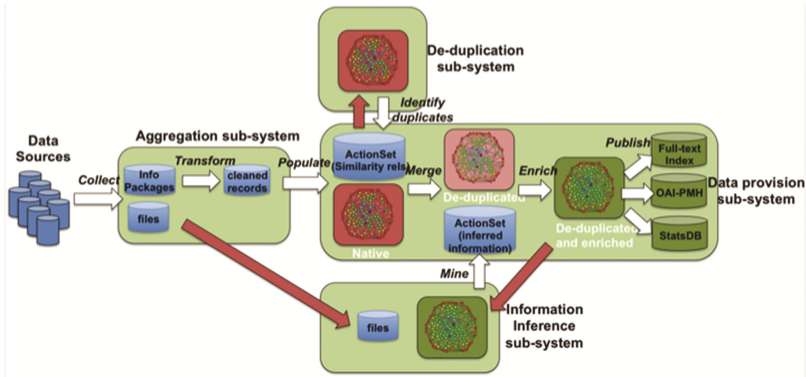 De-duplication
sub-system
Identify
duplicates
Data
Sources
Aggregation sub-system
Collect
Info
Packages
Transform
cleaned
records
files
Populate
ActionSet
(Similarity rels)
Native
Merge
De-duplicated
ActionSet
(inferred
information)
Enrich
De-duplicated
and enriched
Publish
Full-text
Index
OAI-PMH
StatsDB
Data provision
sub-system
Mine
files
Information
Inference
sub-system